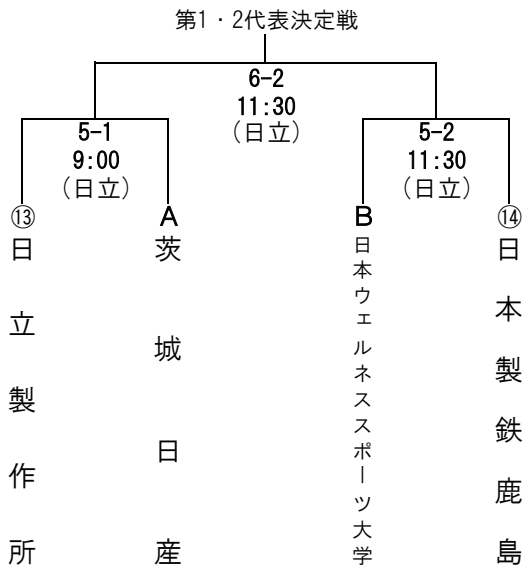 第1・2代表決定戦
6-2
11:30
(日立)
5-1
9:00
(日立)
5-2
11:30
(日立)
⑬
日立製作所
A
茨城日産
B
日本ウェルネススポーツ大学
⑭
日本製鉄鹿島